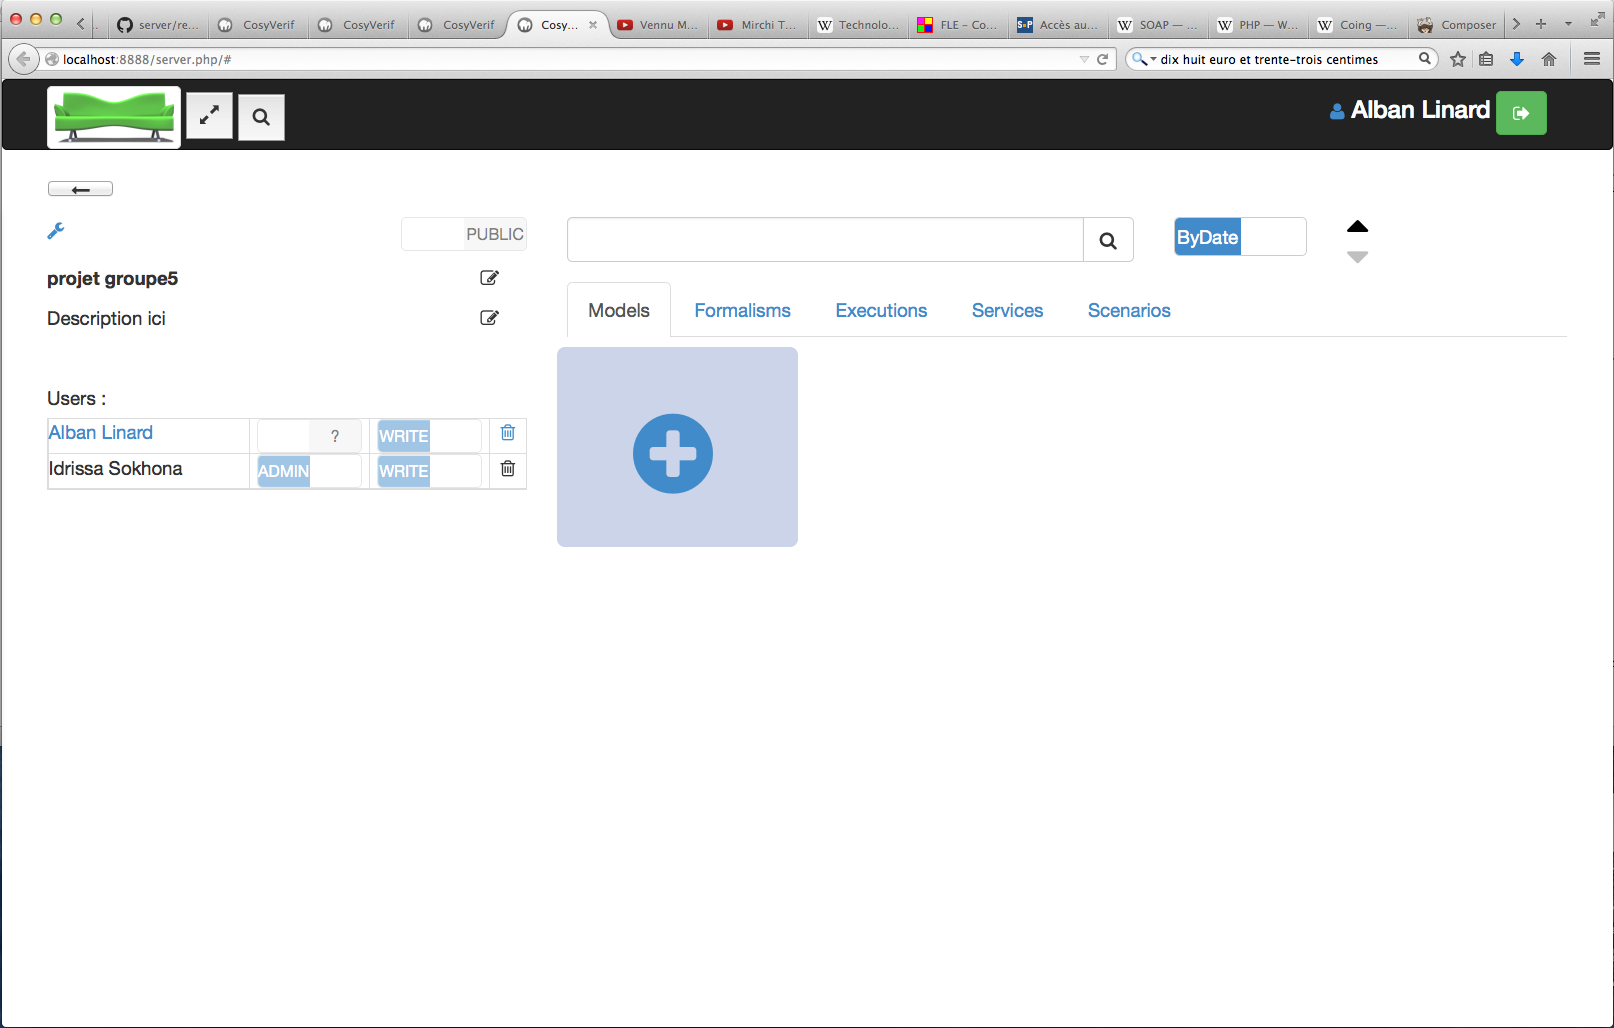 server/re...
CosyVerif
CosyVerif
CosyVerif
Cosy...
Vennu M...
Mirchi T...
Technolo...
FLE – Co...
Accès au...
SOAP — ...
PHP — W...
Coing —...
Composer
localhost:8888/server.php/#
dix huit euro et trente-trois centimes
Alban Linard
PUBLIC
ByDate
projet groupe5
Description ici
Models
Formalisms
Executions
Services
Scenarios
Users :
Alban Linard ? WRITE
Idrissa Sokhona ADMIN WRITE